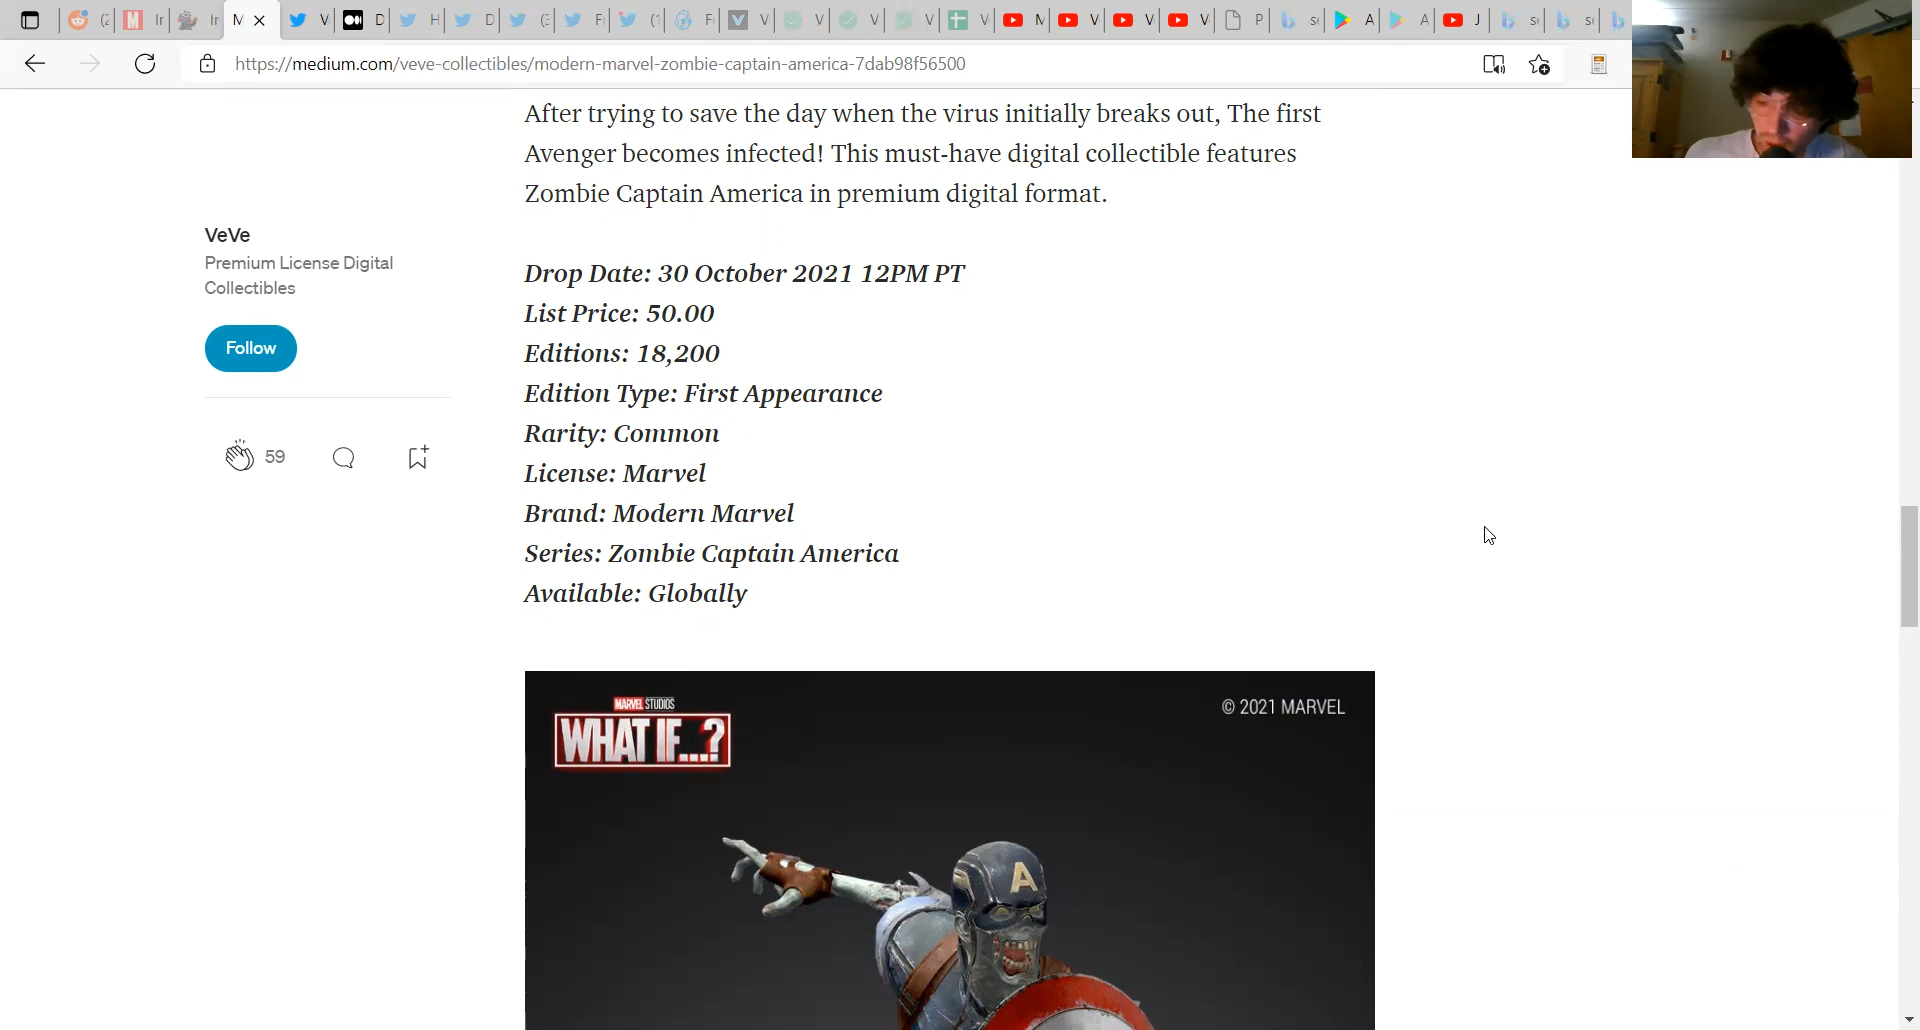 https://medium.com/veve-collectibles/modern-marvel-zombie-captain-america-7dab98f56500
After trying to save the day when the virus initially breaks out, The first
Avenger becomes infected! This must-have digital collectible features
Zombie Captain America in premium digital format.
VeVe
Premium License Digital
Collectibles
Follow
59
Drop Date: 30 October 2021 12PM PT
List Price: 50.00
Editions: 18,200
Edition Type: First Appearance
Rarity: Common
License: Marvel
Brand: Modern Marvel
Series: Zombie Captain America
Available: Globally
MARVEL STUDIOS
WHAT IF...?
© 2021 MARVEL
A